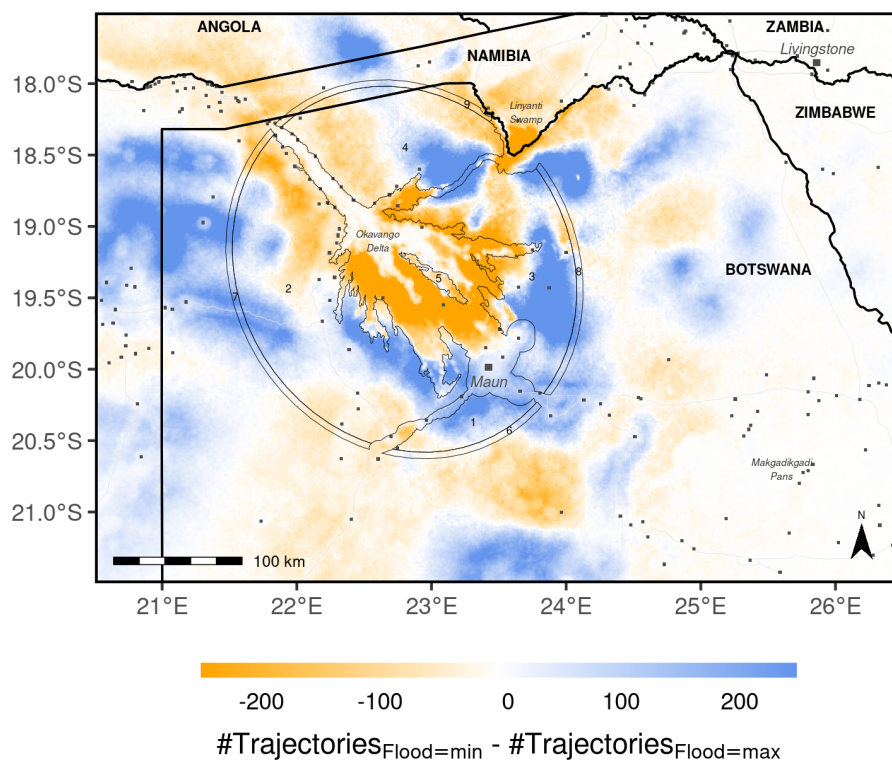 ANGOLA
ZAMBIA
Livingstone
NAMIBIA
18.0°S
9
Linyanti
Swamp
ZIMBABWE
4
18.5°S
19.0°S
Okavango
Delta
BOTSWANA
5
3
8
2
7
19.5°S
20.0°S
Maun
1
6
20.5°S
Makgadikgadi
Pans
21.0°S
N
100 km
21°E 22°E 23°E 24°E 25°E 26°E
-200 -100 0 100 200
#Trajectories Flood=min - #Trajectories Flood=max